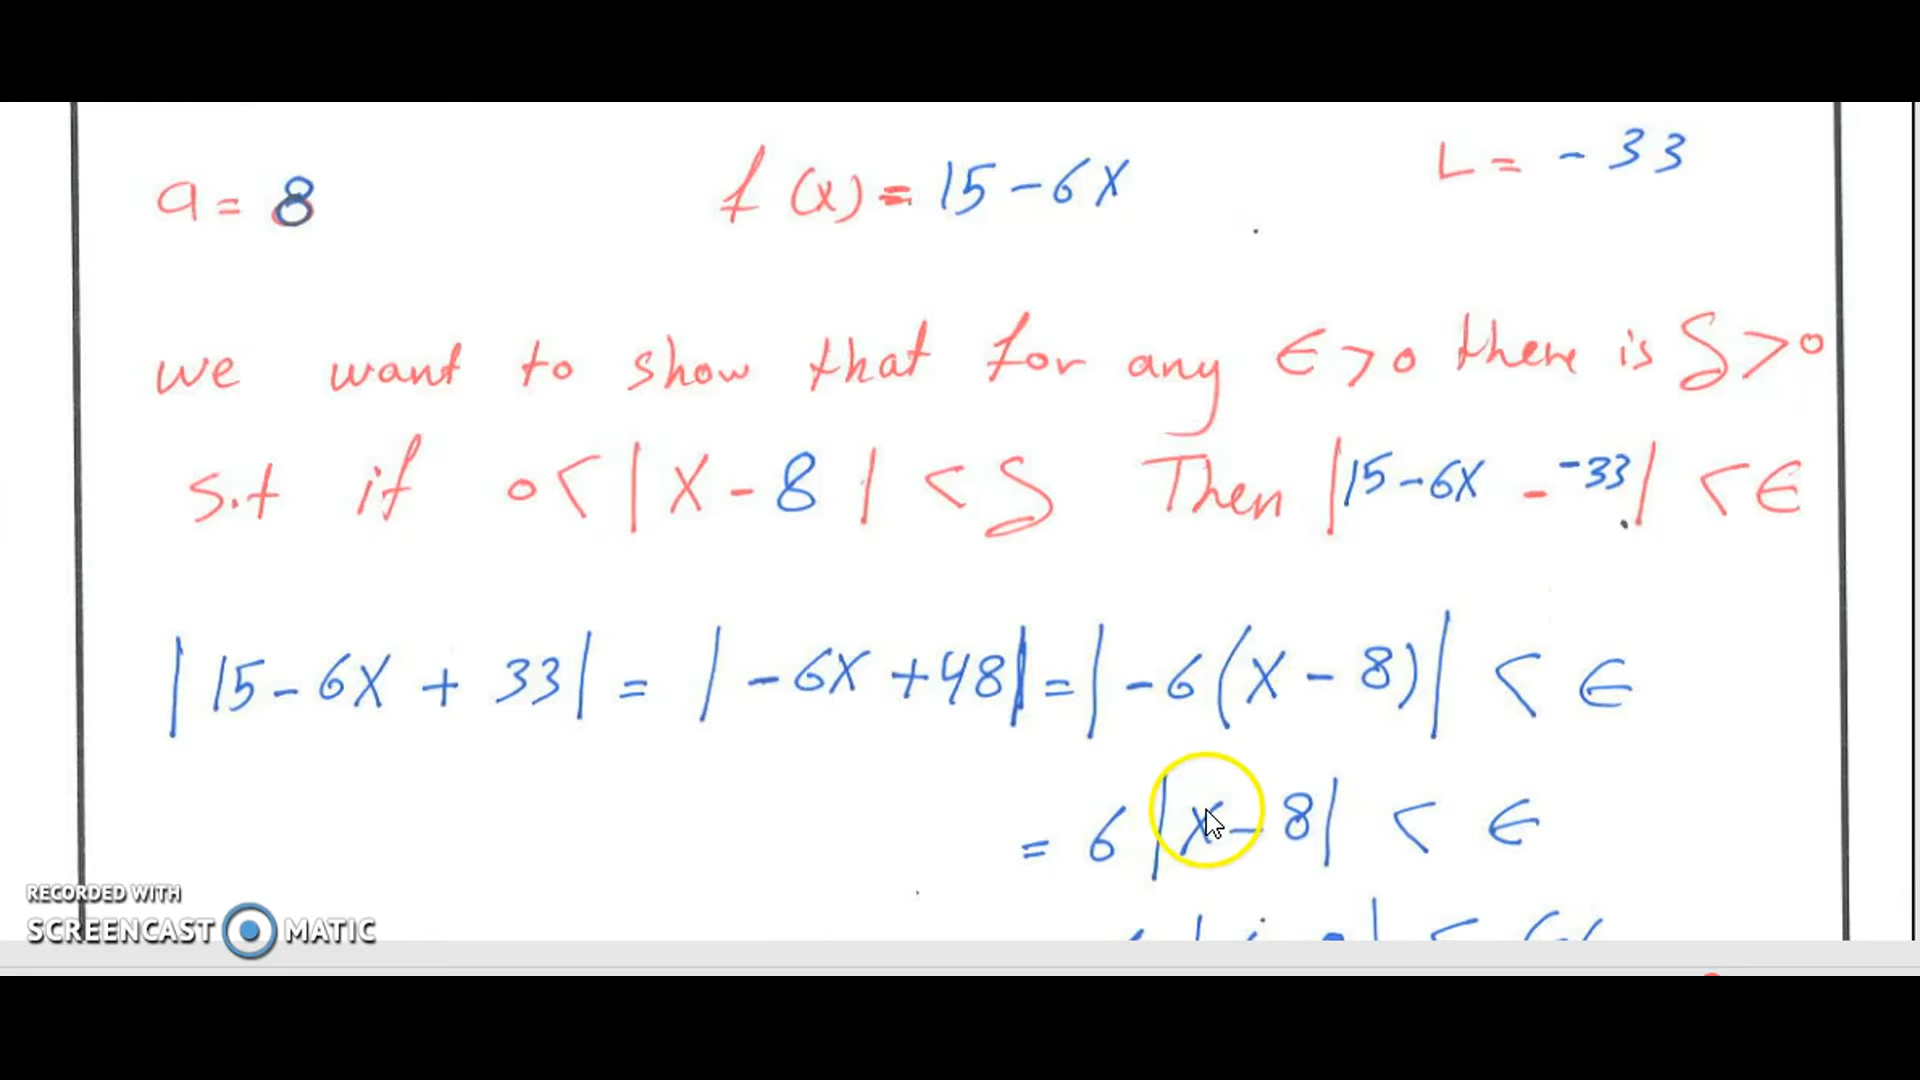 a = 8 f(x) = 15 - 6x L = -33
we want to show that for any ϵ > 0 there is δ > 0
s.t if 0 < |x - 8| < δ Then |15 - 6x - -33| < ϵ
|15 - 6x + 33| = |-6x + 48| = |-6(x - 8)| < ϵ
= 6|x - 8| < ϵ
RECORDED WITH
SCREENCAST MATIC